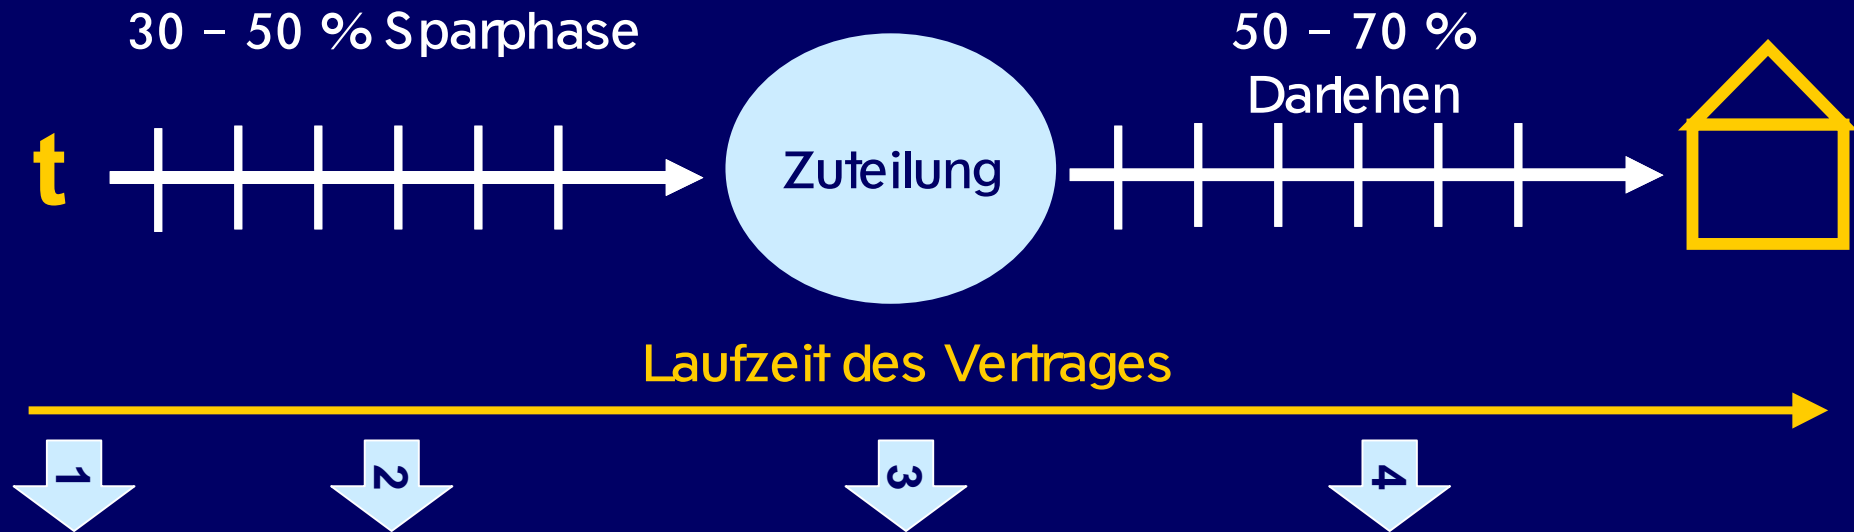 30 – 50 % Sparphase
50 – 70 %
Darlehen
t
Zuteilung
Laufzeit des Vertrages
1
2
3
4